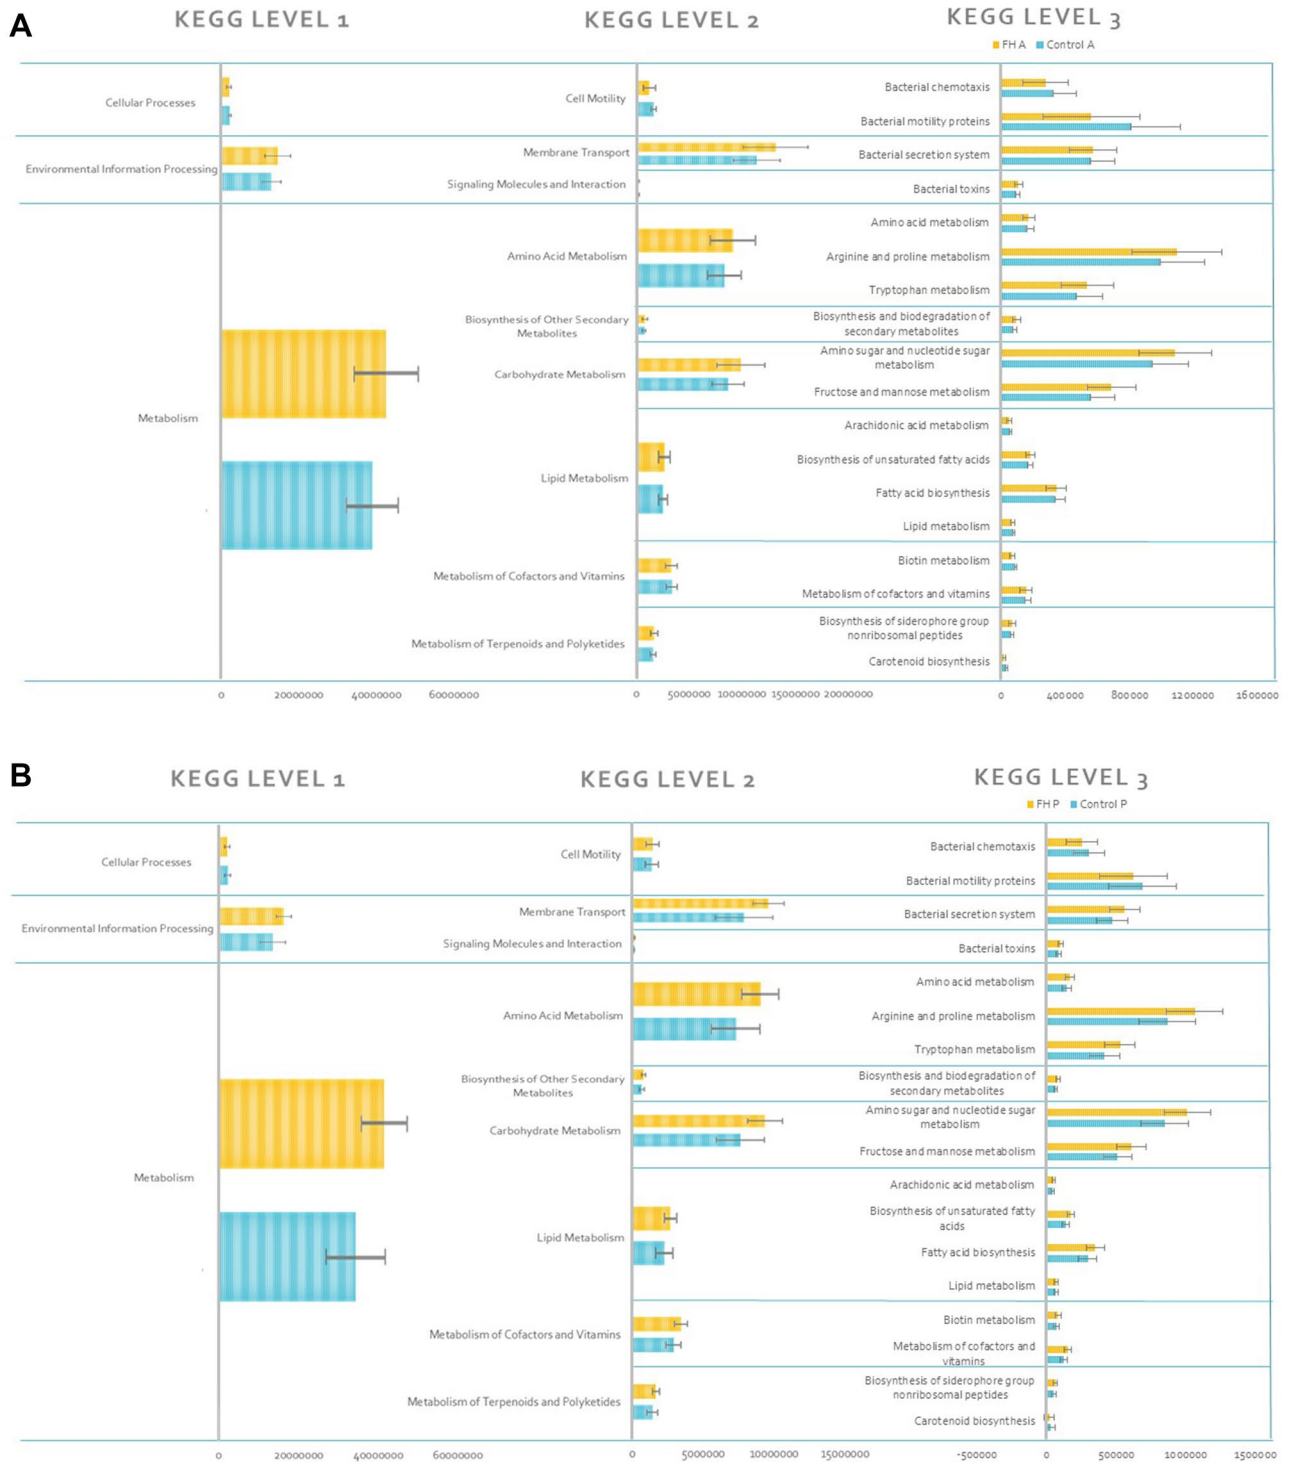 A
KEGG LEVEL 1
KEGG LEVEL 2
KEGG LEVEL 3
FH A Control A
Cellular Processes
Environmental Information Processing
Metabolism
0 20000000 40000000 60000000
Cell Motility
Membrane Transport
Signaling Molecules and Interaction
Amino Acid Metabolism
Biosynthesis of Other Secondary
Metabolites
Carbohydrate Metabolism
Lipid Metabolism
Metabolism of Cofactors and Vitamins
Metabolism of Terpenoids and Polyketides
0 5000000 10000000 15000000 20000000
Bacterial chemotaxis
Bacterial motility proteins
Bacterial secretion system
Bacterial toxins
Amino acid metabolism
Arginine and proline metabolism
Tryptophan metabolism
Biosynthesis and biodegradation of
secondary metabolites
Amino sugar and nucleotide sugar
metabolism
Fructose and mannose metabolism
Arachidonic acid metabolism
Biosynthesis of unsaturated fatty acids
Fatty acid biosynthesis
Lipid metabolism
Biotin metabolism
Metabolism of cofactors and vitamins
Biosynthesis of siderophore group
nonribosomal peptides
Carotenoid biosynthesis
0 400000 800000 1200000 1600000
B
KEGG LEVEL 1
KEGG LEVEL 2
KEGG LEVEL 3
FH P Control P
Cellular Processes
Environmental Information Processing
Metabolism
0 20000000 40000000 60000000
Cell Motility
Membrane Transport
Signaling Molecules and Interaction
Amino Acid Metabolism
Biosynthesis of Other Secondary
Metabolites
Carbohydrate Metabolism
Lipid Metabolism
Metabolism of Cofactors and Vitamins
Metabolism of Terpenoids and Polyketides
0 5000000 10000000 15000000
Bacterial chemotaxis
Bacterial motility proteins
Bacterial secretion system
Bacterial toxins
Amino acid metabolism
Arginine and proline metabolism
Tryptophan metabolism
Biosynthesis and biodegradation of
secondary metabolites
Amino sugar and nucleotide sugar
metabolism
Fructose and mannose metabolism
Arachidonic acid metabolism
Biosynthesis of unsaturated fatty
acids
Fatty acid biosynthesis
Lipid metabolism
Biotin metabolism
Metabolism of cofactors and
vitamins
Biosynthesis of siderophore group
nonribosomal peptides
Carotenoid biosynthesis
-500000 0 500000 1000000 1500000